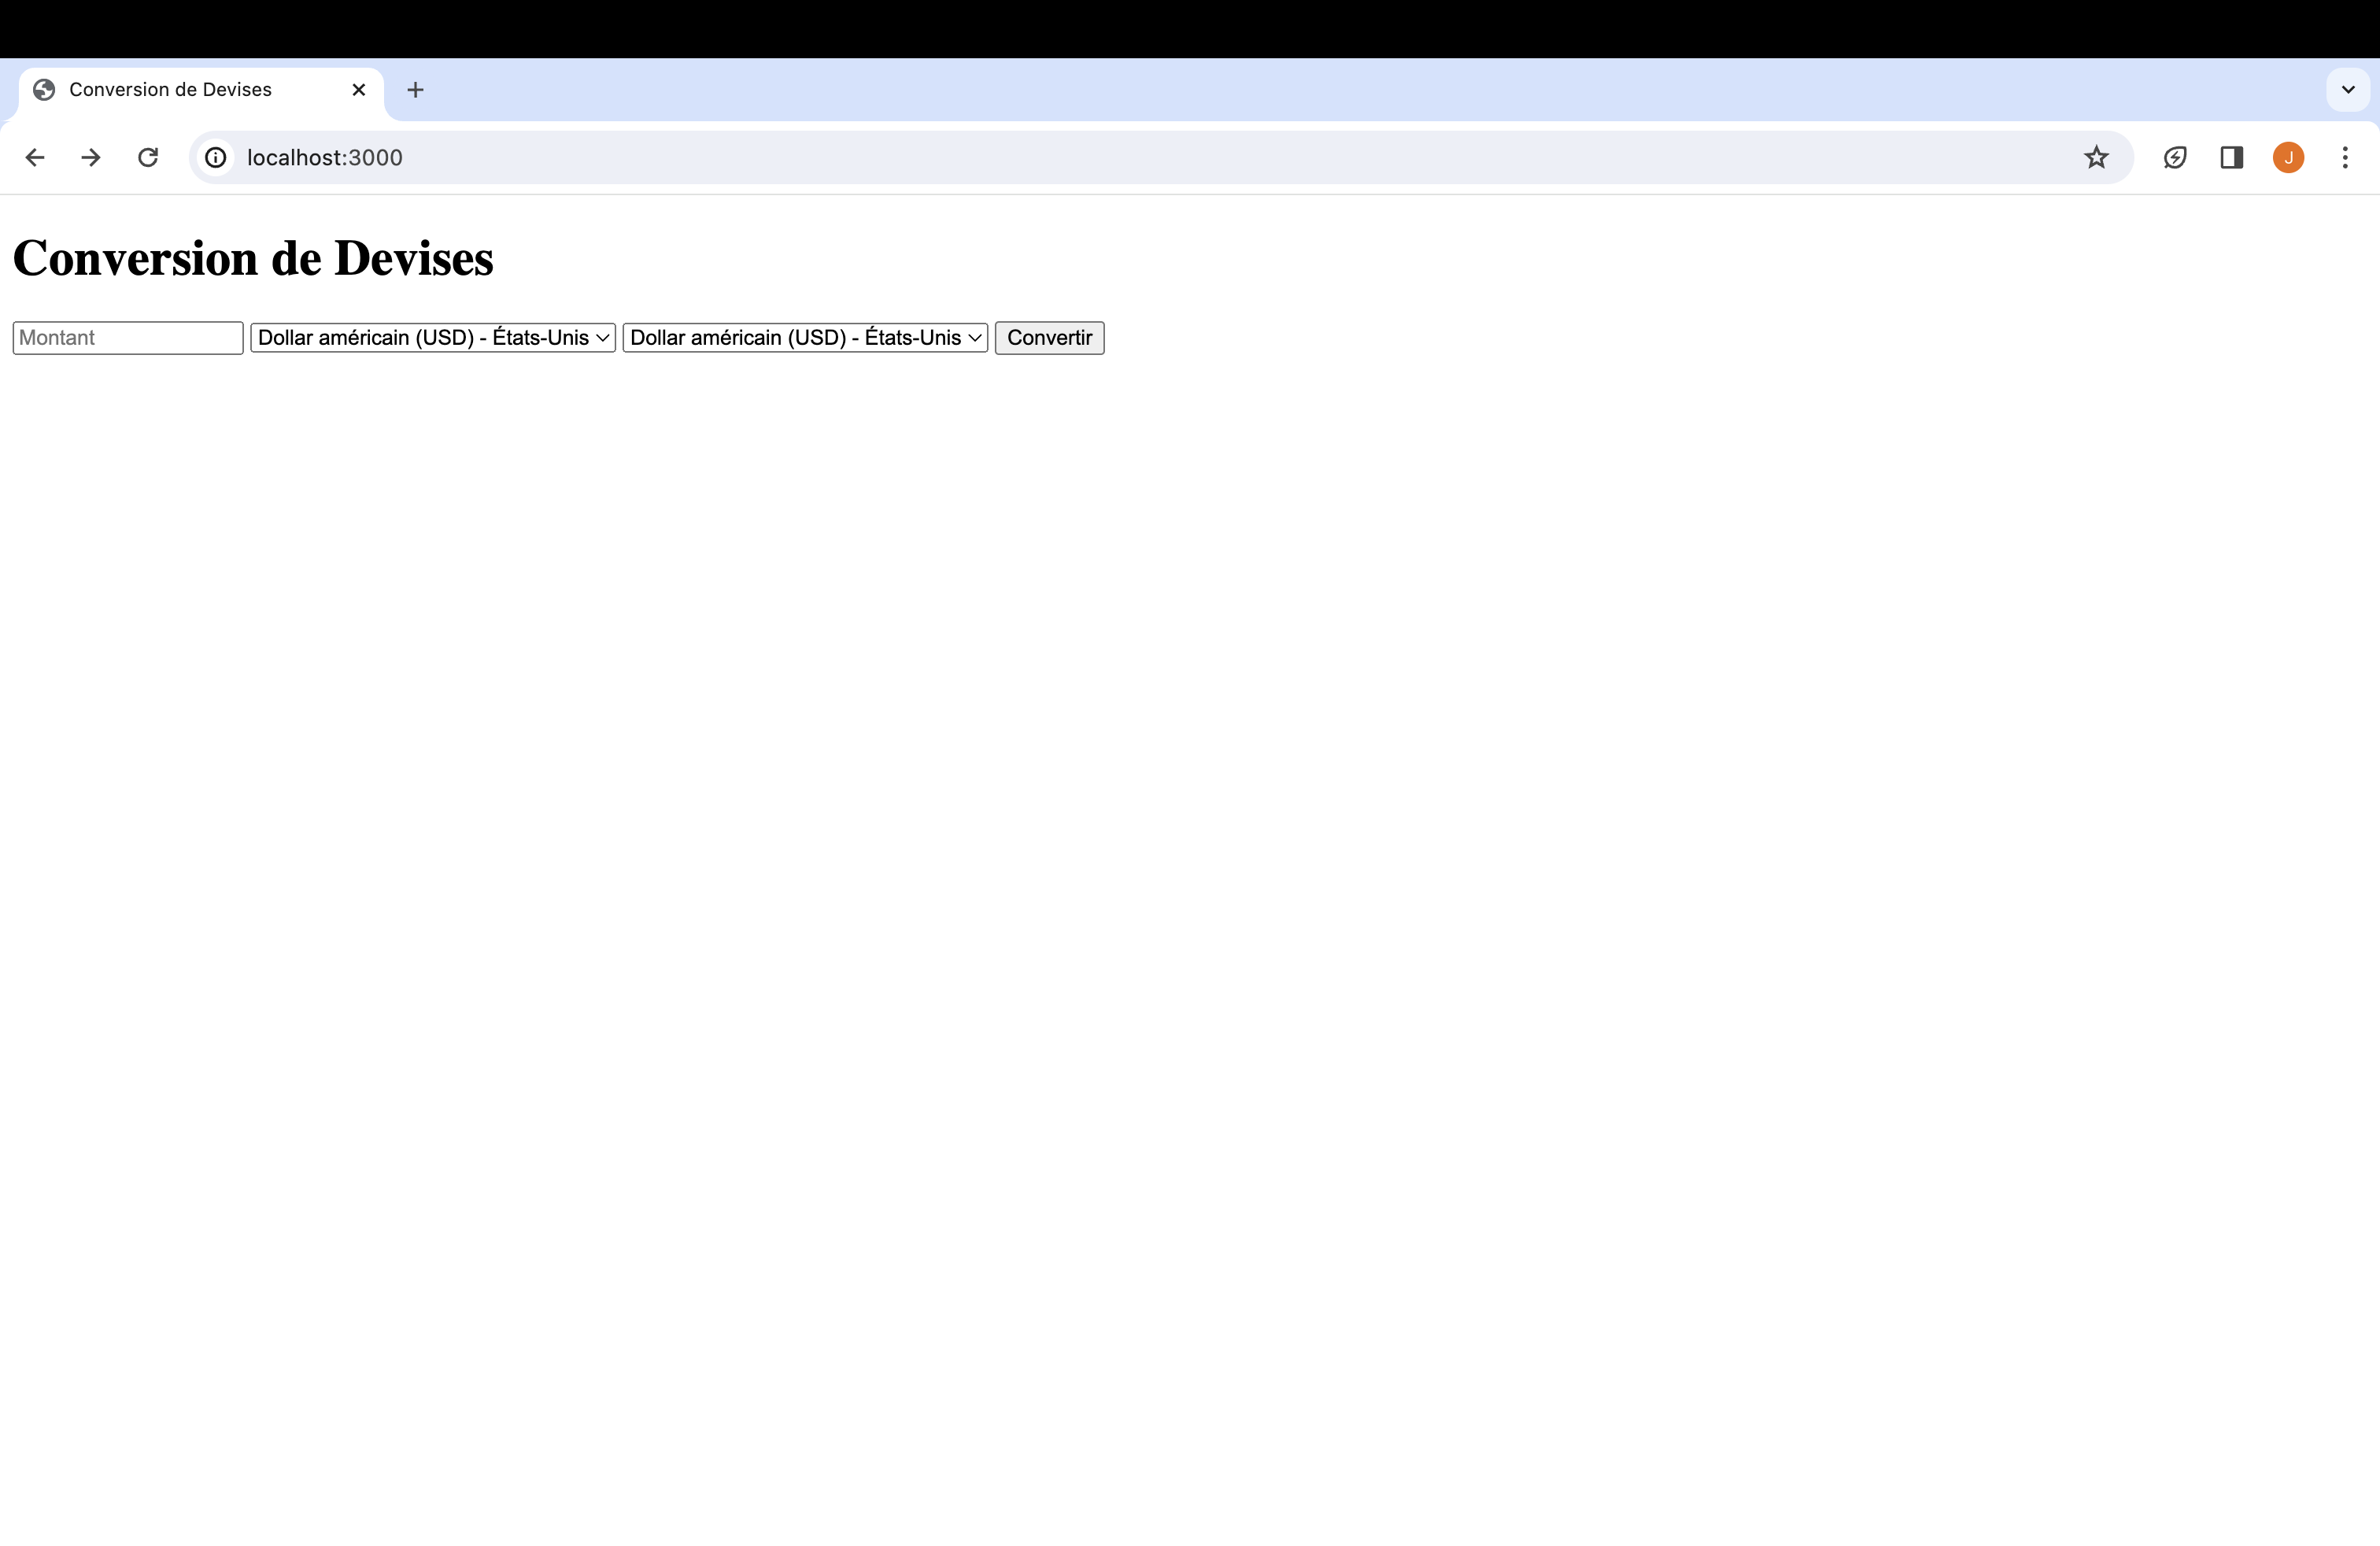 Conversion de Devises
localhost:3000
J
Conversion de Devises
Montant Dollar américain (USD) - États-Unis Dollar américain (USD) - États-Unis Convertir